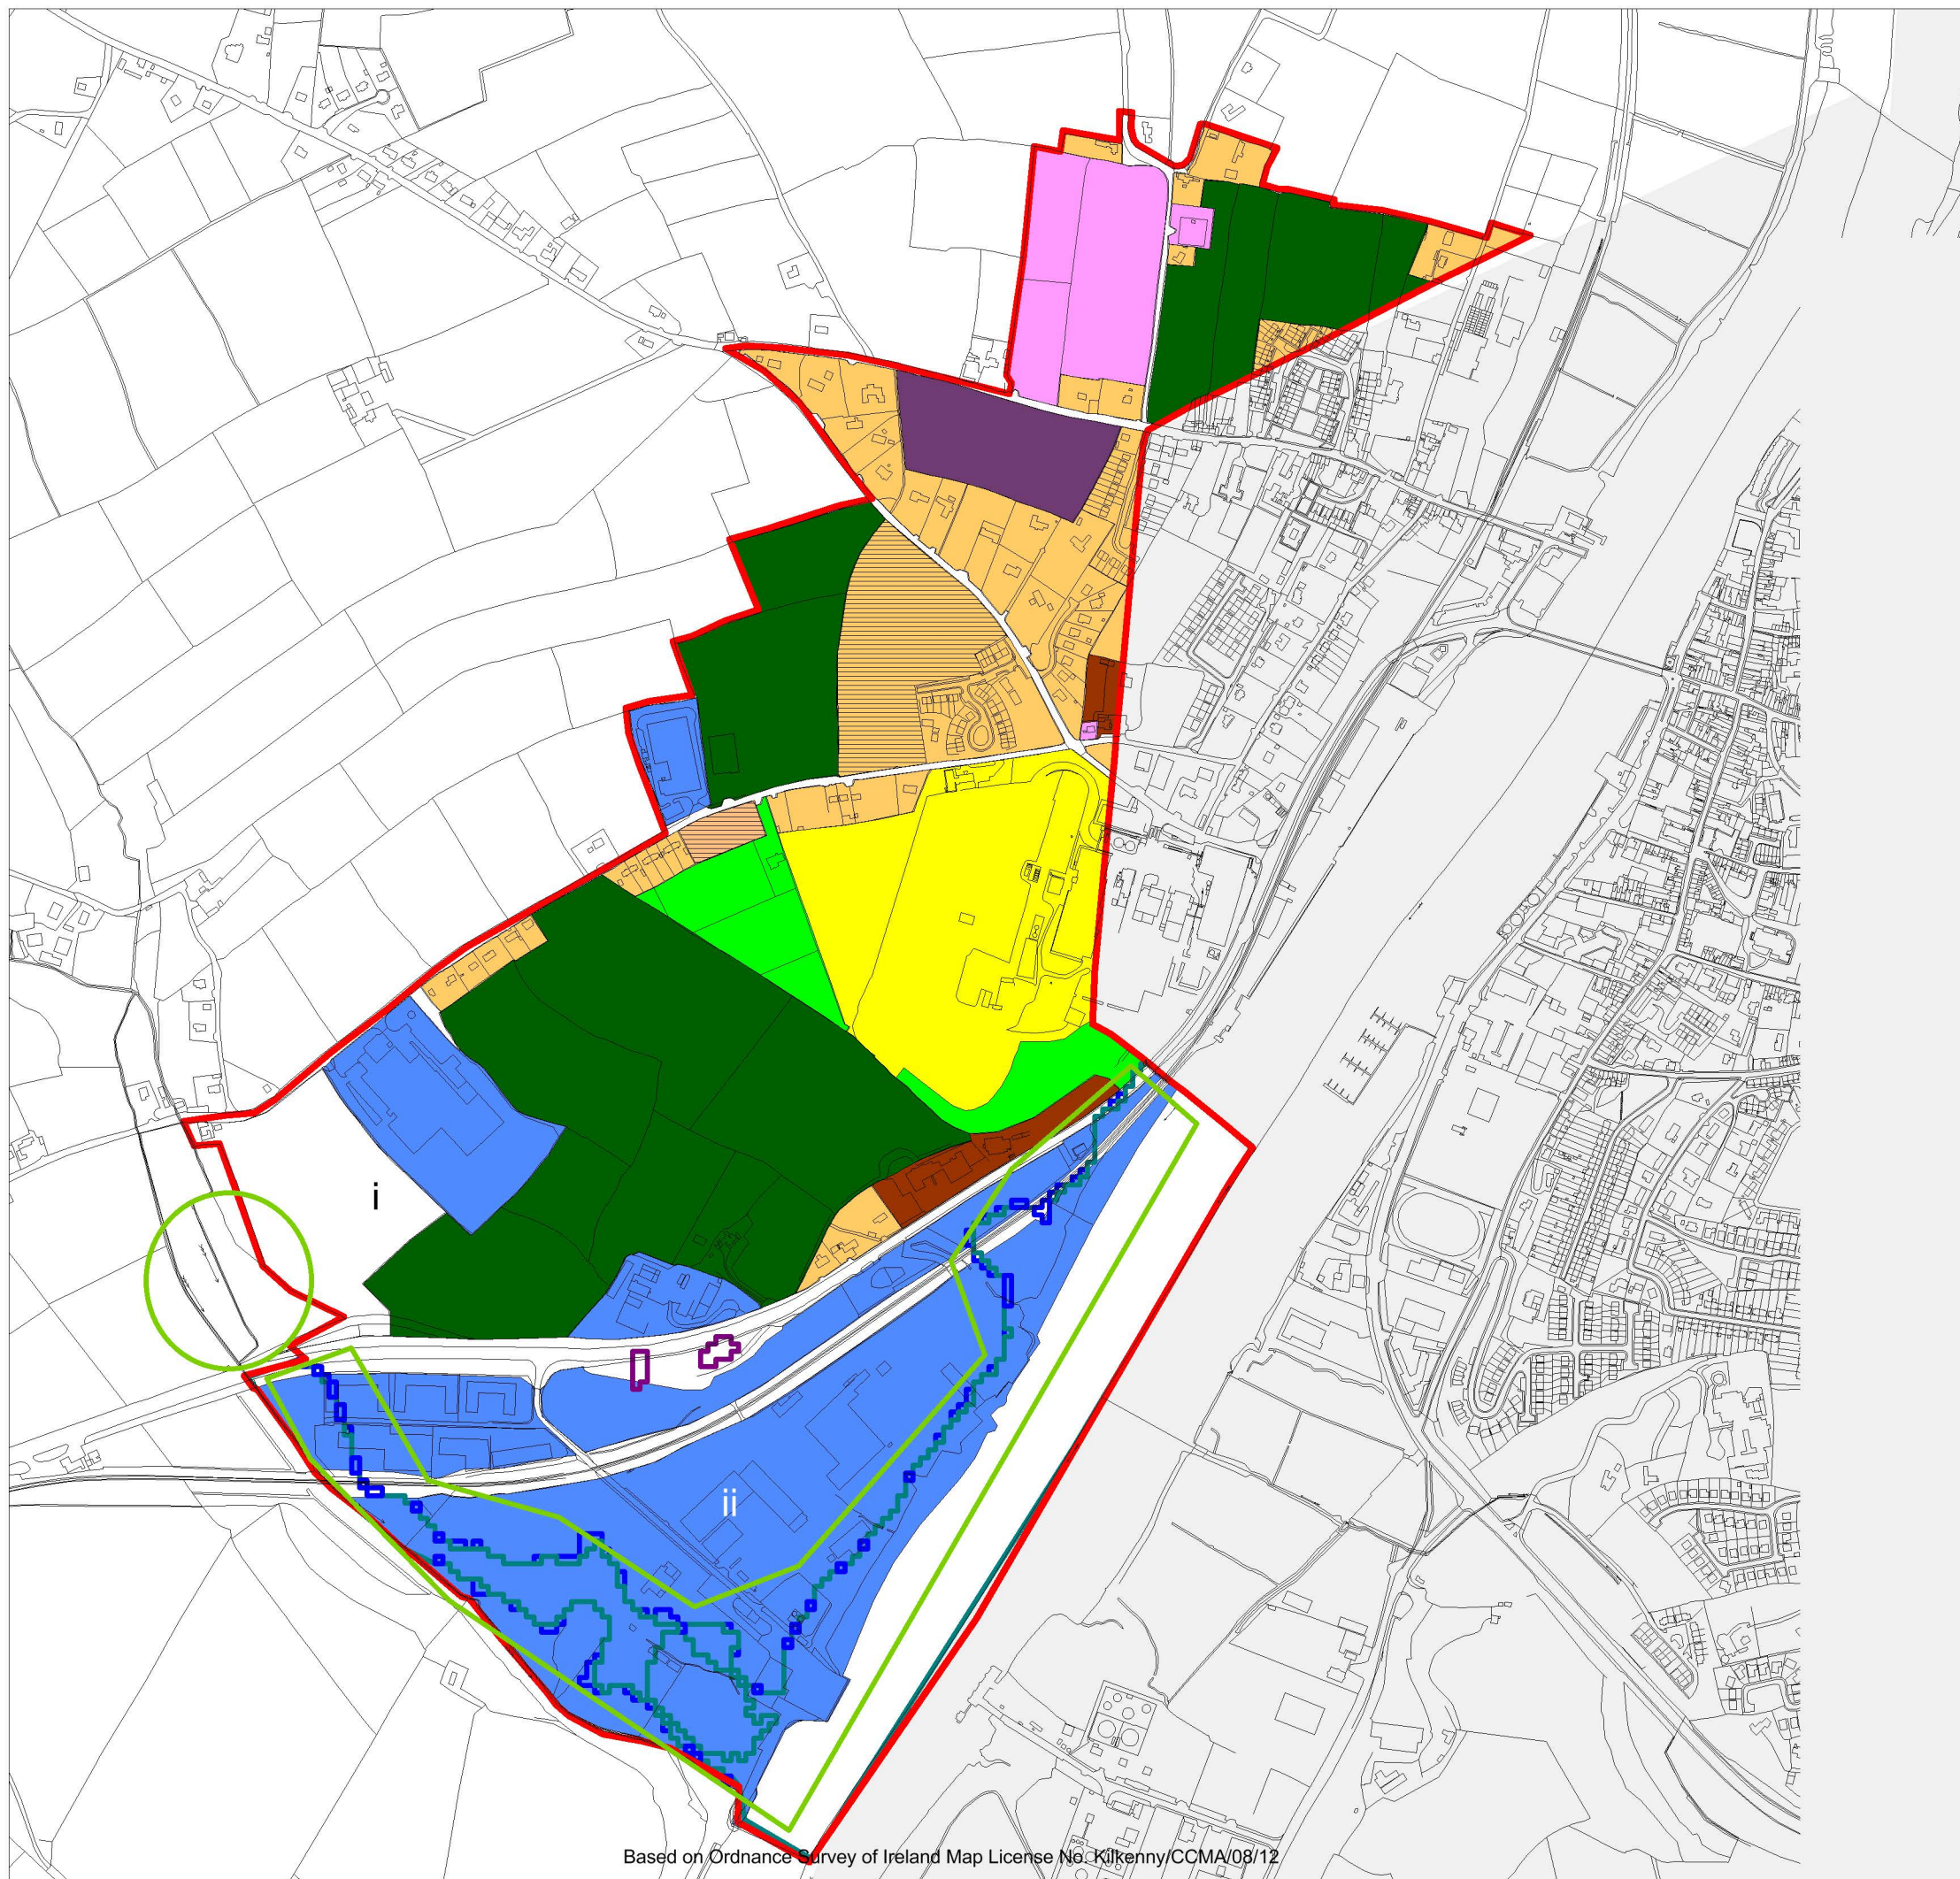 i
ii
Based on Ordnance Survey of Ireland Map License No. Kilkenny/CCMA/08/12